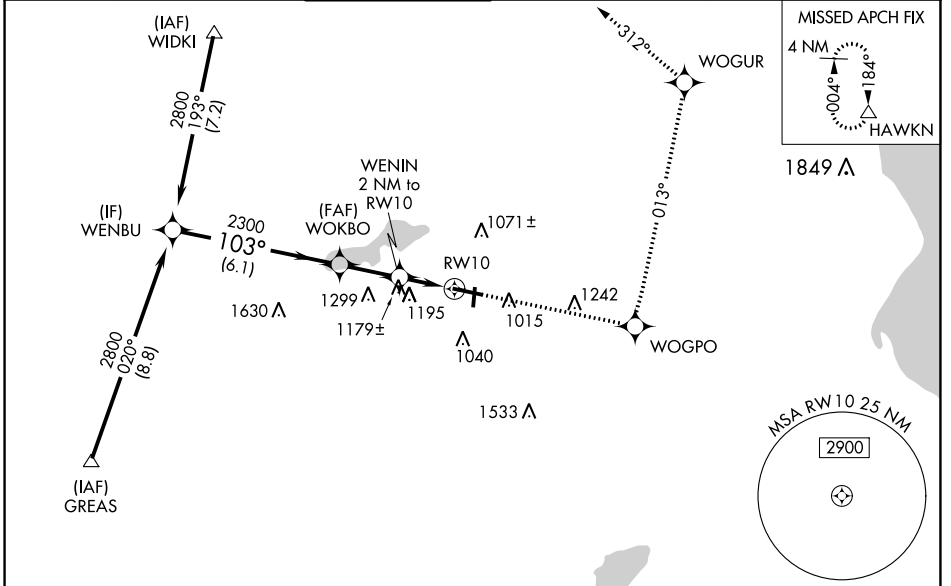 (IAF)
WIDKI
2800
193°
(7.2)
(IF)
WENBU
2300
103°
(6.1)
(FAF)
WOKBO
WENIN
2 NM to
RW10
RW10
1071±
1630
1299
1179±
1195
1015
1242
1040
1533
WOGPO
013°
WOGUR
312°
2800
020°
(8.8)
(IAF)
GREAS
MISSED APCH FIX
4 NM
004°
184°
HAWKN
1849
MSA RW10 25 NM
2900